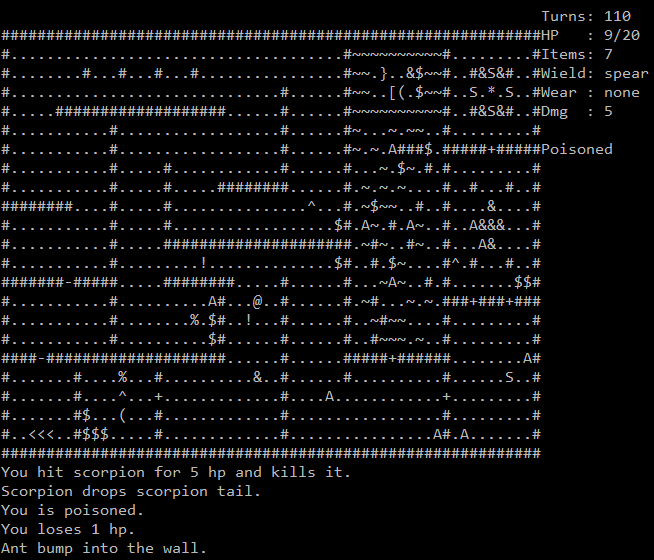 Turns: 110
############################################################HP   : 9/20
#.....................................#~~~~~~~~~~#.........#Items: 7
#........#...#...#...#................#~~.}..&$~~#..#&S&#..#Wield: spear
#..............................#......#~~..[(.$~~#..S.*.S..#Wear : none
#.....###################......#......#~~~~~~~~~~#..#&S&#..#Dmg  : 5
#...........#..................#......#~...~.~~..#.........#
#...........#..................#......#~.~.A###$.#####+#####Poisoned
#...........#.....#............#......#...~.$~.#.#.........#
#...........#.....#.....########......#.~.~.~....#..#...#..#
########....#.....#...............^...#.~$~~..#..#....&....#
#...........#.....#..................$#.A~.#.A~..#..A&&&...#
#...........#.....#####################.~#~..#~..#...A&....#
#...........#.........!..............$#..#.$~....#^.#...#..#
#######-#####.....########.....#......#...~A~..#.#.......$$#
#...........#..........A#...@..#......#.~#...~.~.###+###+###
#...........#........%.$#..!...#......#..~#~~....#.........#
#...........#..........$#......#......#..#~~~.~..#.........#
####-####################......#......#####+######........A#
#.......#....%...#..........&..#......#..........#......S..#
#.......#....^...+.............#....A............+.........#
#.......#$...(...#.............#.................#.........#
#..<<<..#$$$.....#.............#................A#.A.......#
############################################################
You hit scorpion for 5 hp and kills it.
Scorpion drops scorpion tail.
You is poisoned.
You loses 1 hp.
Ant bump into the wall.